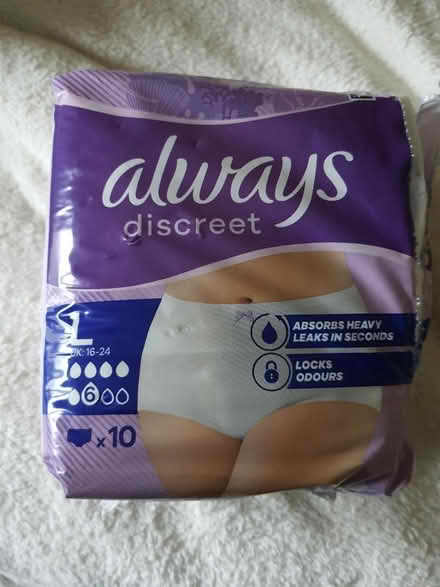 always
discreet
L
UK: 16-24
6
x10
ABSORBS HEAVY
LEAKS IN SECONDS
LOCKS
ODOURS